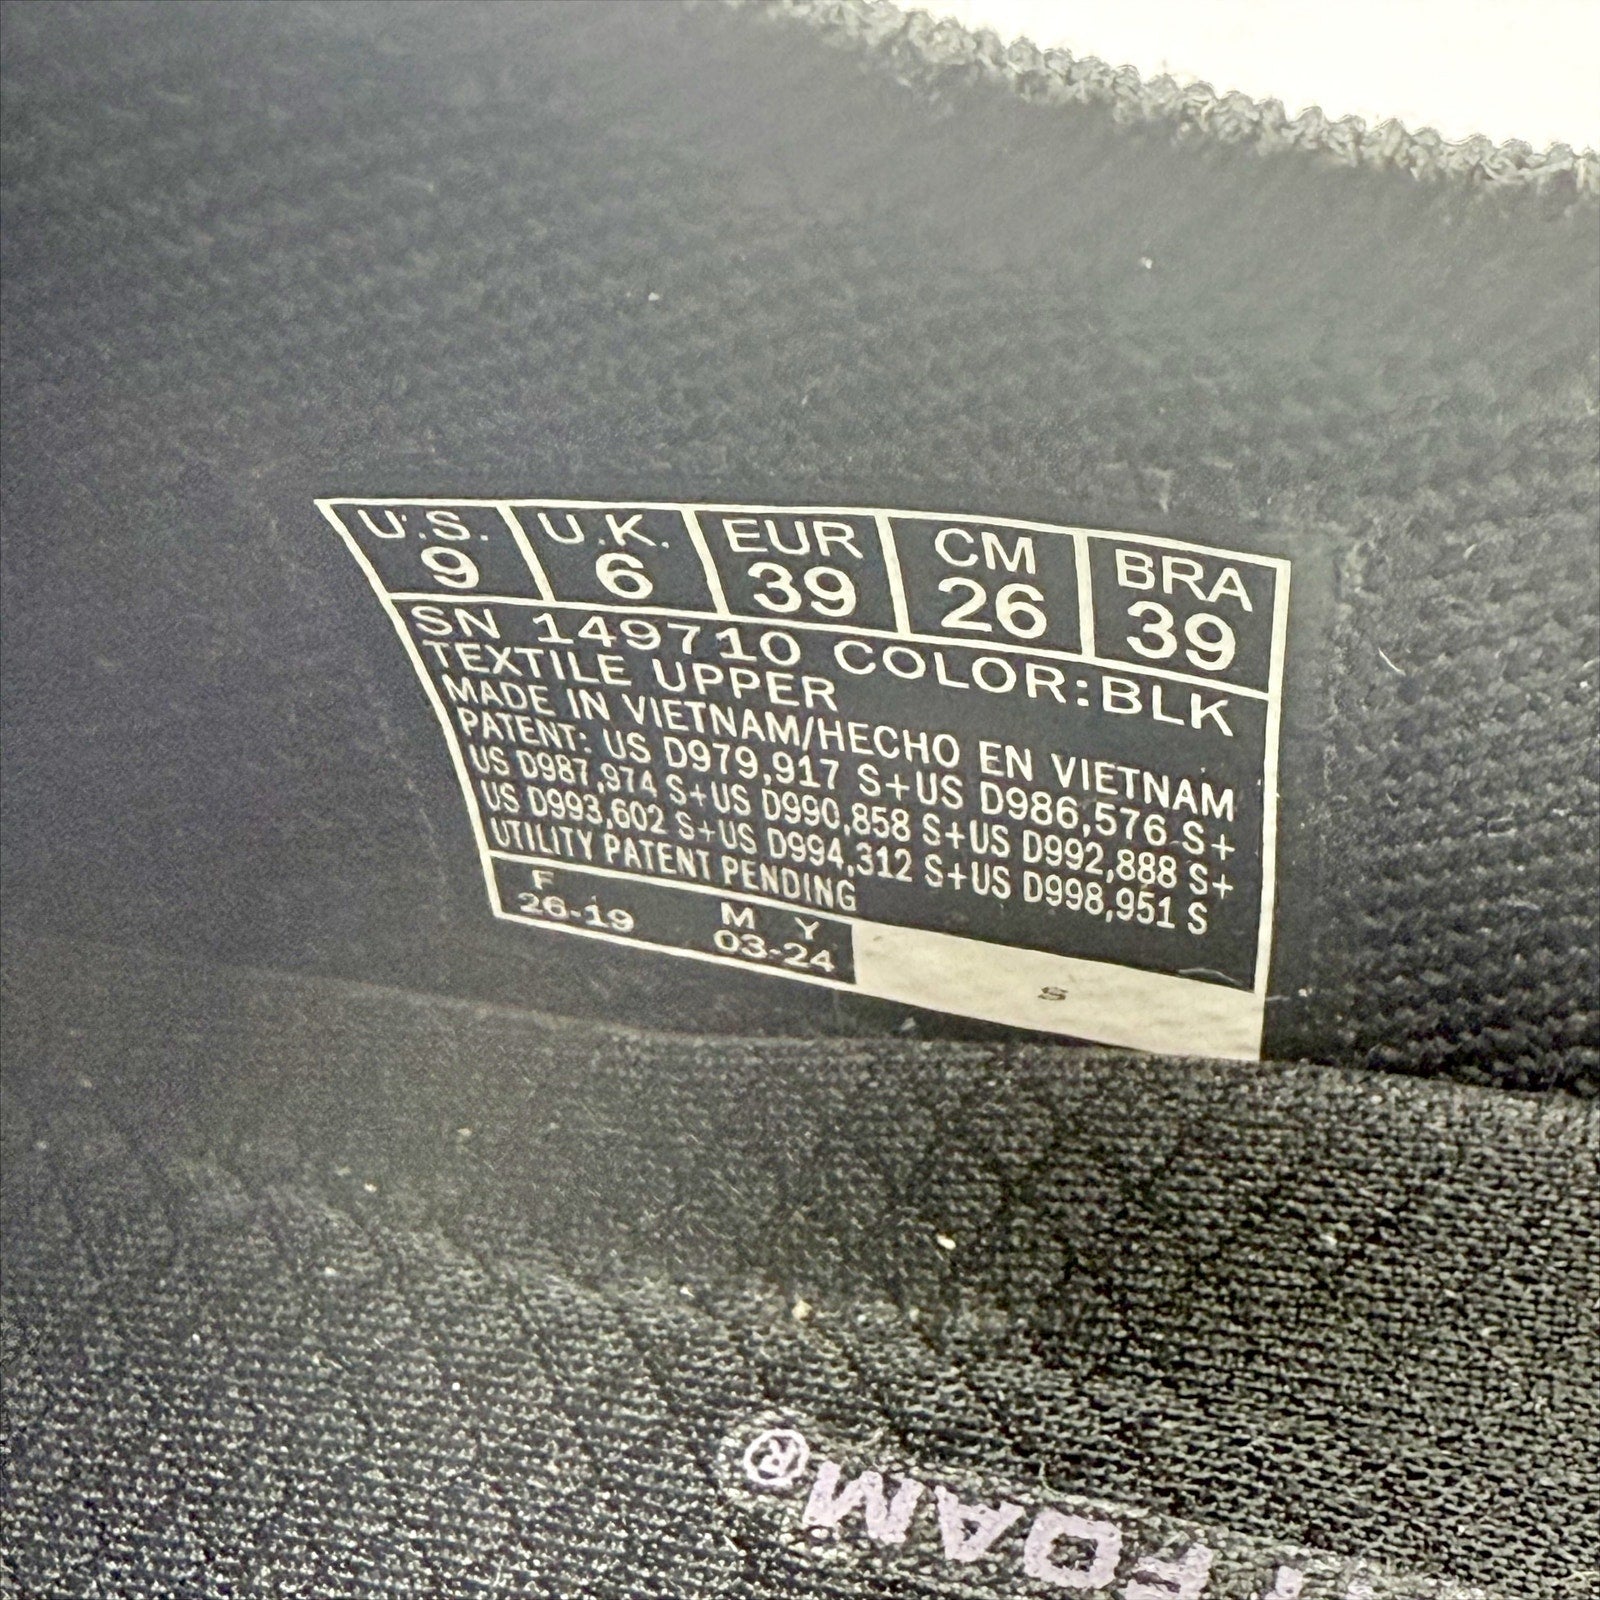 U.S. U.K. EUR CM BRA
9 6 39 26 39
SN 149710 COLOR:BLK
TEXTILE UPPER
MADE IN VIETNAM/HECHO EN VIETNAM
PATENT: US D979,917 S+US D986,576 S+
US D987,974 S+US D990,858 S+US D992,888 S+
US D993,602 S+US D994,312 S+US D998,951 S
UTILITY PATENT PENDING
F M Y
26-19 03-24
S
FOAM®